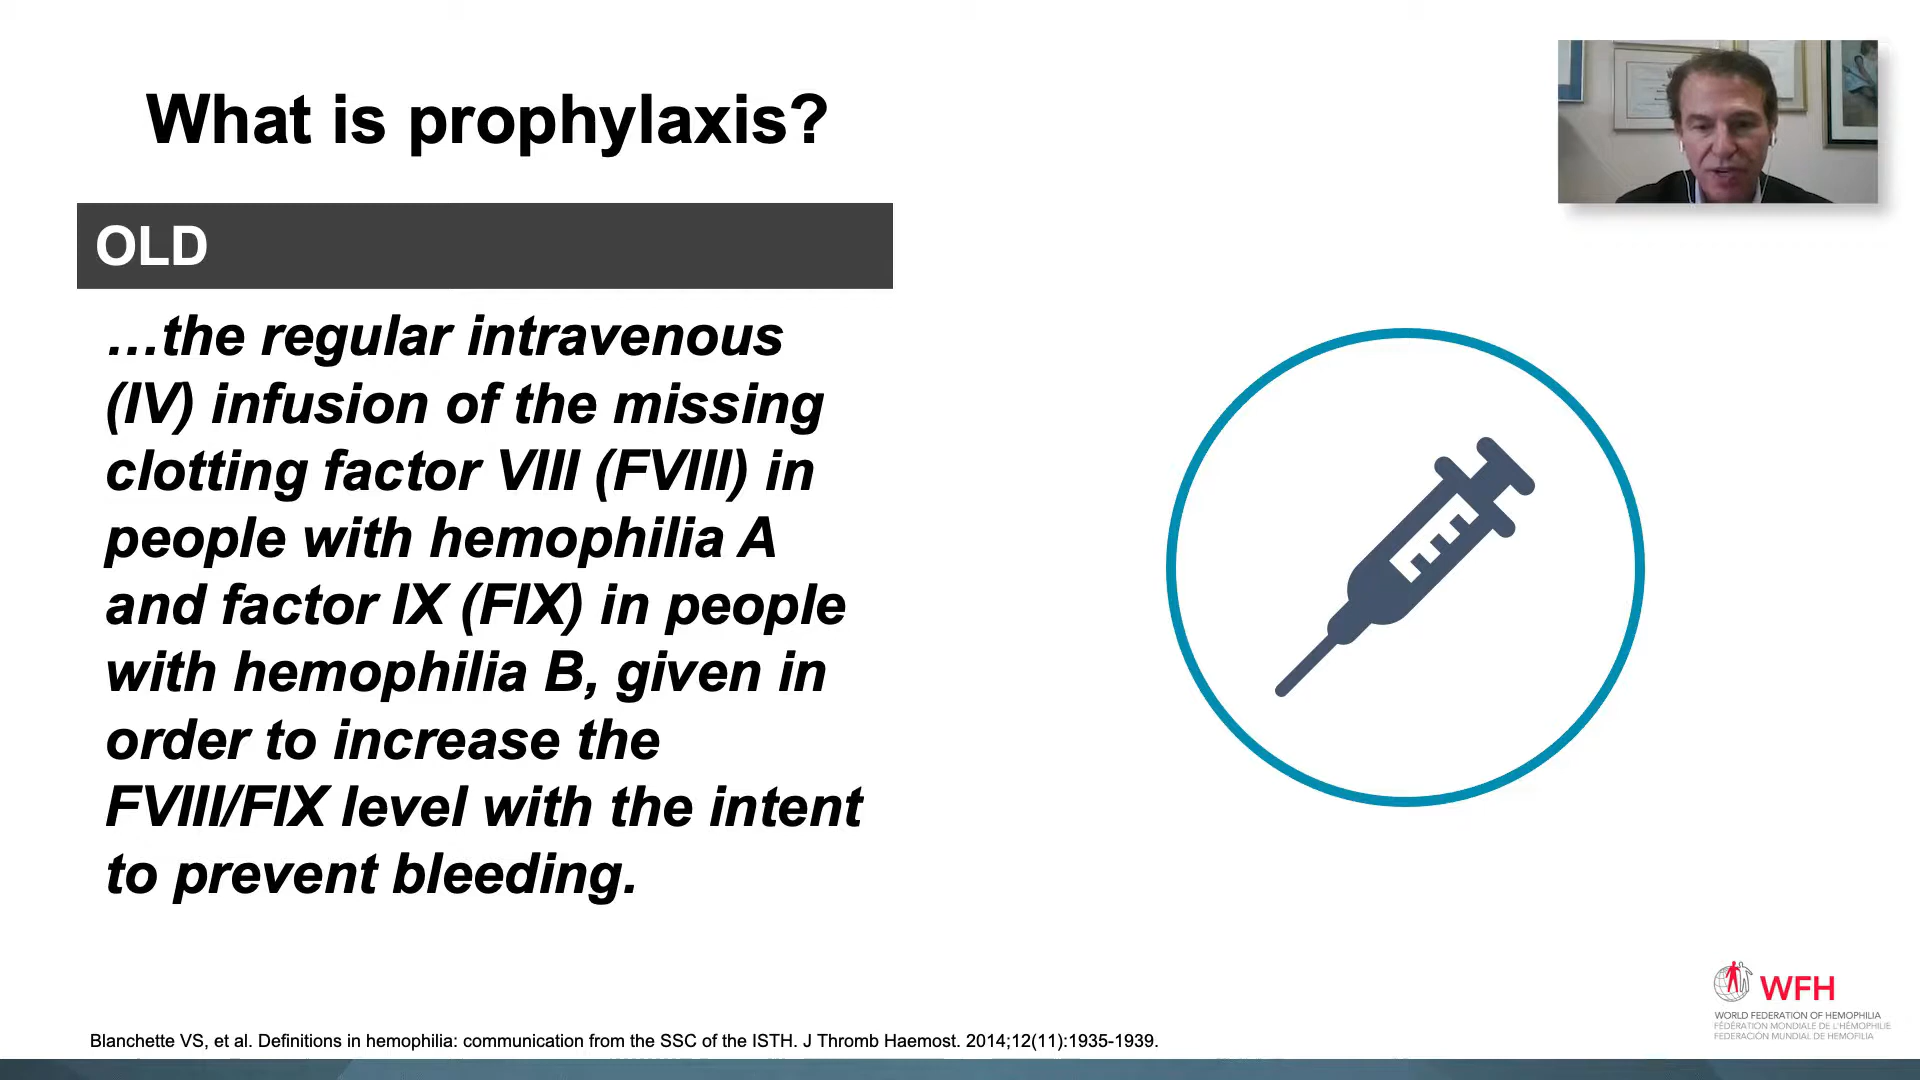 What is prophylaxis?
OLD
…the regular intravenous
(IV) infusion of the missing
clotting factor VIII (FVIII) in
people with hemophilia A
and factor IX (FIX) in people
with hemophilia B, given in
order to increase the
FVIII/FIX level with the intent
to prevent bleeding.
WFH
WORLD FEDERATION OF HEMOPHILIA
FÉDÉRATION MONDIALE DE L'HÉMOPHILIE
FEDERACIÓN MUNDIAL DE HEMOFILIA
Blanchette VS, et al. Definitions in hemophilia: communication from the SSC of the ISTH. J Thromb Haemost. 2014;12(11):1935-1939.